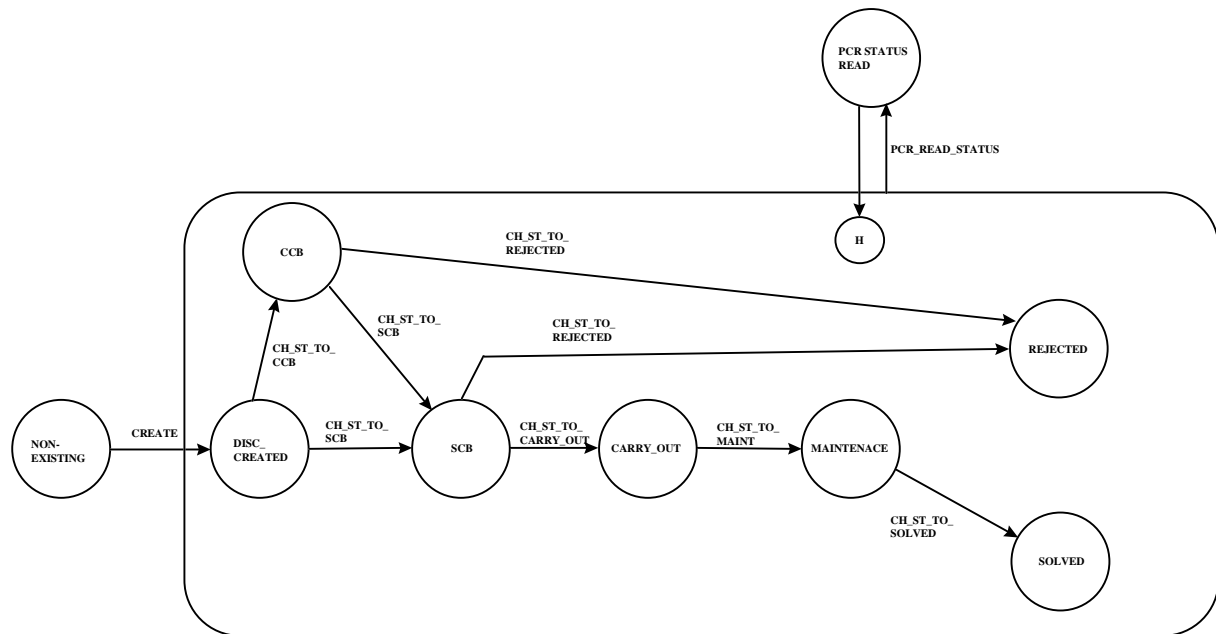 PCR STATUS
READ
PCR_READ_STATUS
H
CH_ST_TO_
REJECTED
CCB
CH_ST_TO_
SCB
CH_ST_TO_
REJECTED
CH_ST_TO_
CCB
REJECTED
CREATE
NON-
EXISTING
DISC_
CREATED
CH_ST_TO_
SCB
SCB
CH_ST_TO_
CARRY_OUT
CARRY_OUT
CH_ST_TO_
MAINT
MAINTENACE
CH_ST_TO_
SOLVED
SOLVED